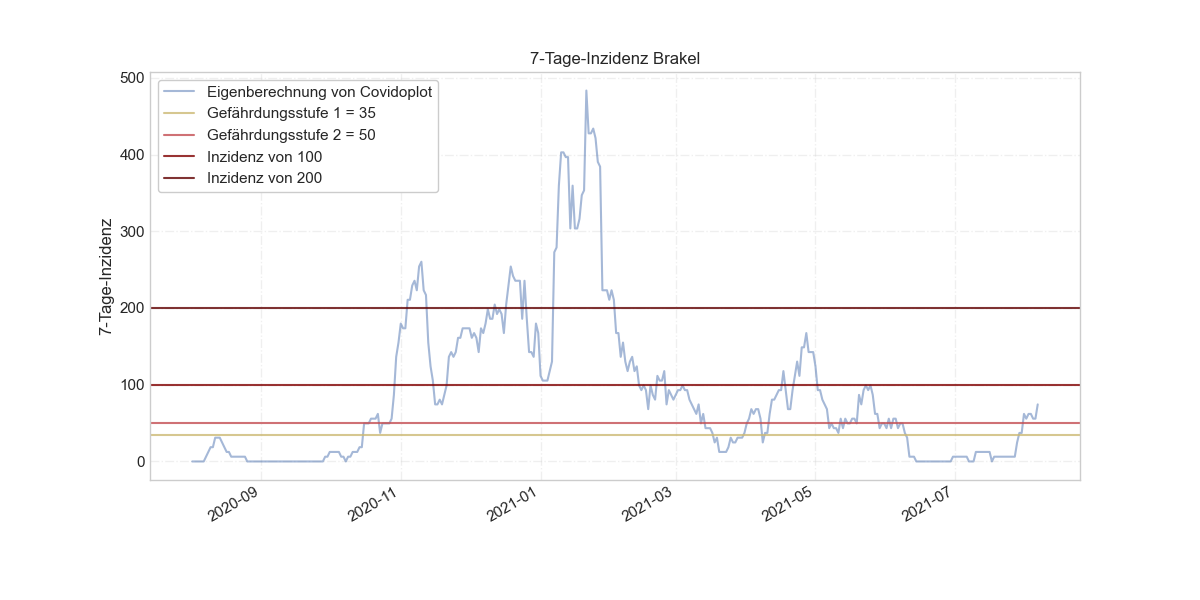 7-Tage-Inzidenz Brakel
500
400
300
200
100
0
7-Tage-Inzidenz
Eigenberechnung von Covidoplot
Gefährdungsstufe 1 = 35
Gefährdungsstufe 2 = 50
Inzidenz von 100
Inzidenz von 200
2020-09
2020-11
2021-01
2021-03
2021-05
2021-07